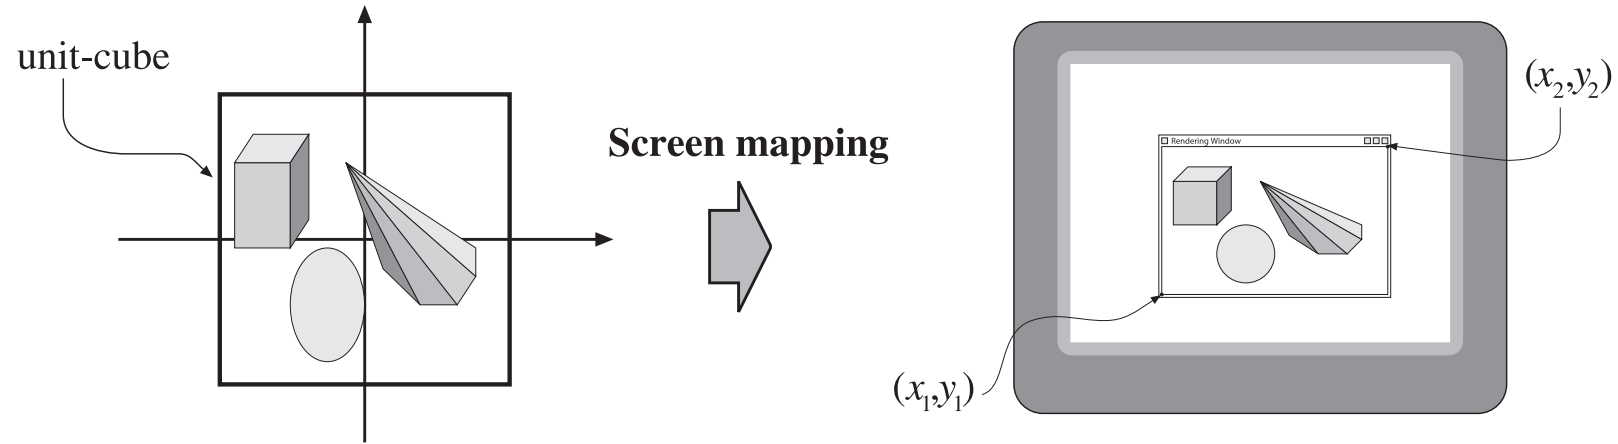 unit-cube
Screen mapping
(x₂,y₂)
Rendering Window
(x₁,y₁)